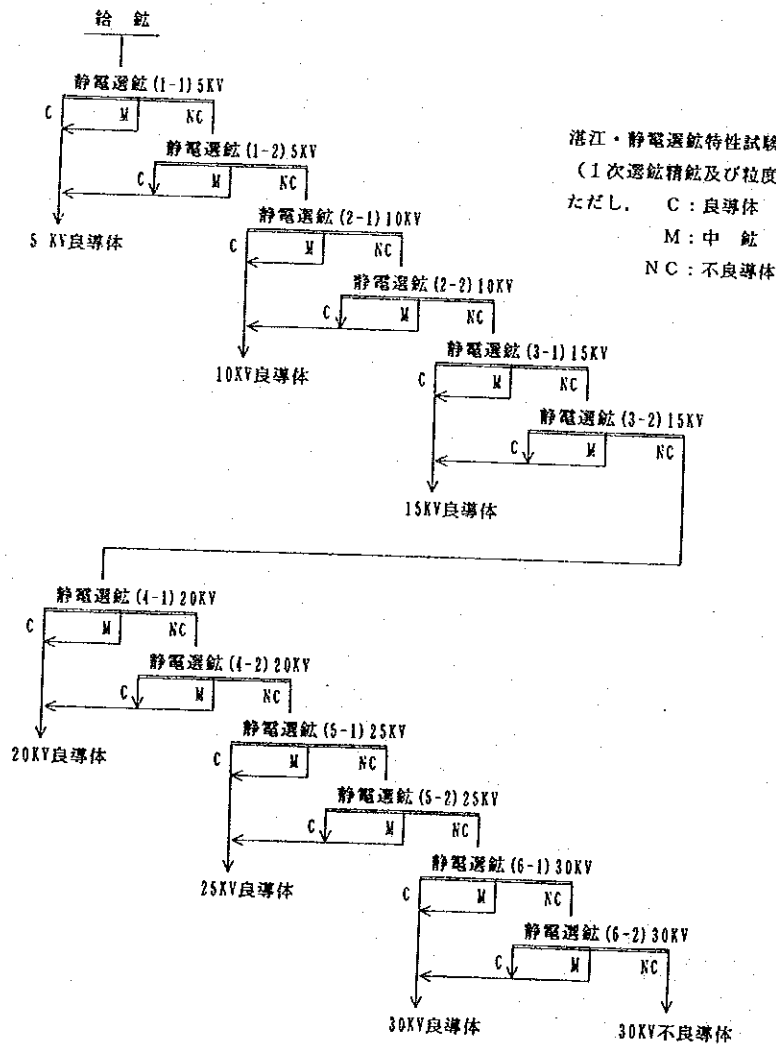 給　鉱
静電選鉱(1-1)5KV
C
M
NC
静電選鉱(1-2)5KV
C
M
NC
5 KV良導体
静電選鉱(2-1)10KV
C
M
NC
静電選鉱(2-2)10KV
C
M
NC
10KV良導体
静電選鉱(3-1)15KV
C
M
NC
静電選鉱(3-2)15KV
C
M
NC
15KV良導体
湛江・静電選鉱特性試験
(1次選鉱精鉱及び粒度
ただし、　C：良導体
M：中　鉱
NC：不良導体
静電選鉱(4-1)20KV
C
M
NC
静電選鉱(4-2)20KV
C
M
NC
20KV良導体
静電選鉱(5-1)25KV
C
M
NC
静電選鉱(5-2)25KV
C
M
NC
25KV良導体
静電選鉱(6-1)30KV
C
M
NC
静電選鉱(6-2)30KV
C
M
NC
30KV良導体
30KV不良導体